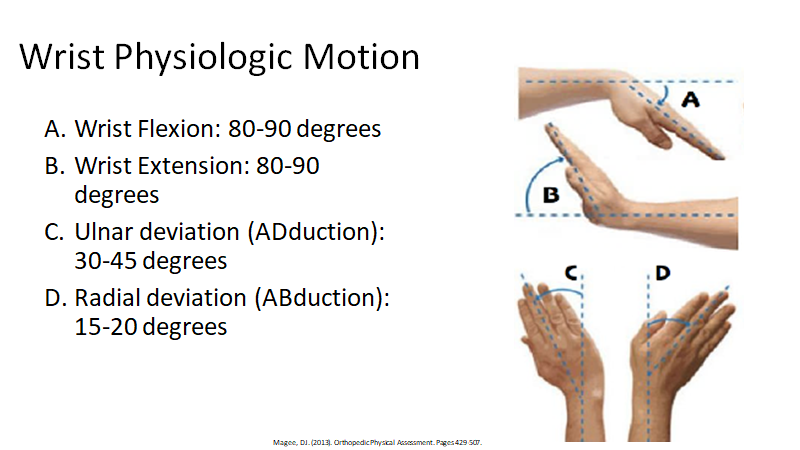 Wrist Physiologic Motion
A. Wrist Flexion: 80-90 degrees
B. Wrist Extension: 80-90
degrees
C. Ulnar deviation (ADduction):
30-45 degrees
D. Radial deviation (ABduction):
15-20 degrees
A
B
C
D
Magee, DJ. (2013). Orthopedic Physical Assessment. Pages 429-507.